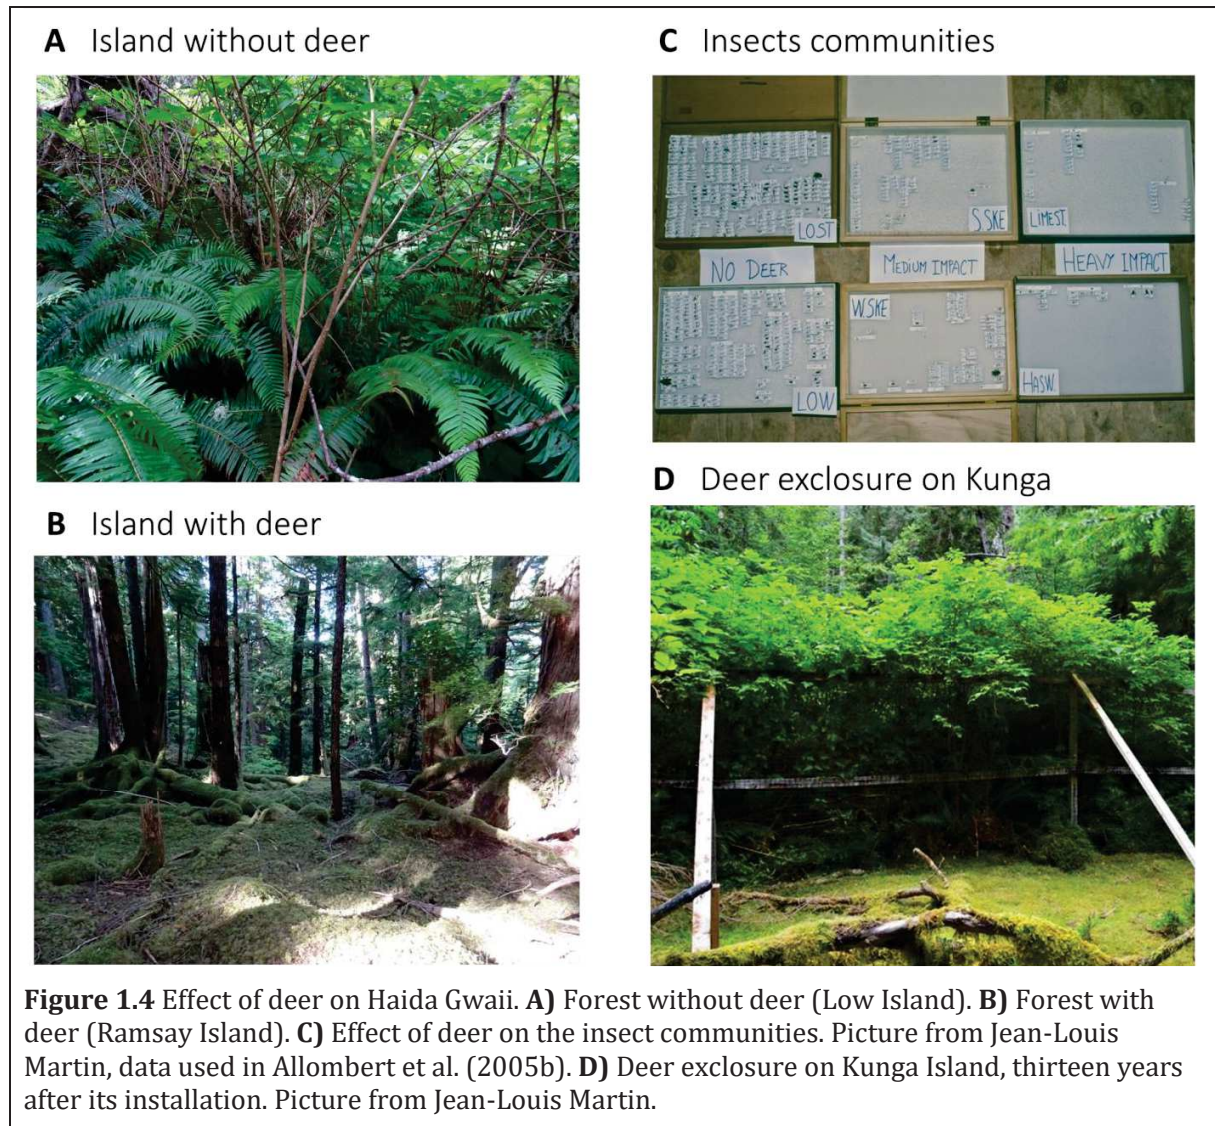 A Island without deer
C Insects communities
LOST
S.SKE
LIMEST.
NO DEER
MEDIUM IMPACT
HEAVY IMPACT
W.SKE
LOW
HASW.
B Island with deer
D Deer exclosure on Kunga
Figure 1.4 Effect of deer on Haida Gwaii. A) Forest without deer (Low Island). B) Forest with
deer (Ramsay Island). C) Effect of deer on the insect communities. Picture from Jean-Louis
Martin, data used in Allombert et al. (2005b). D) Deer exclosure on Kunga Island, thirteen years
after its installation. Picture from Jean-Louis Martin.